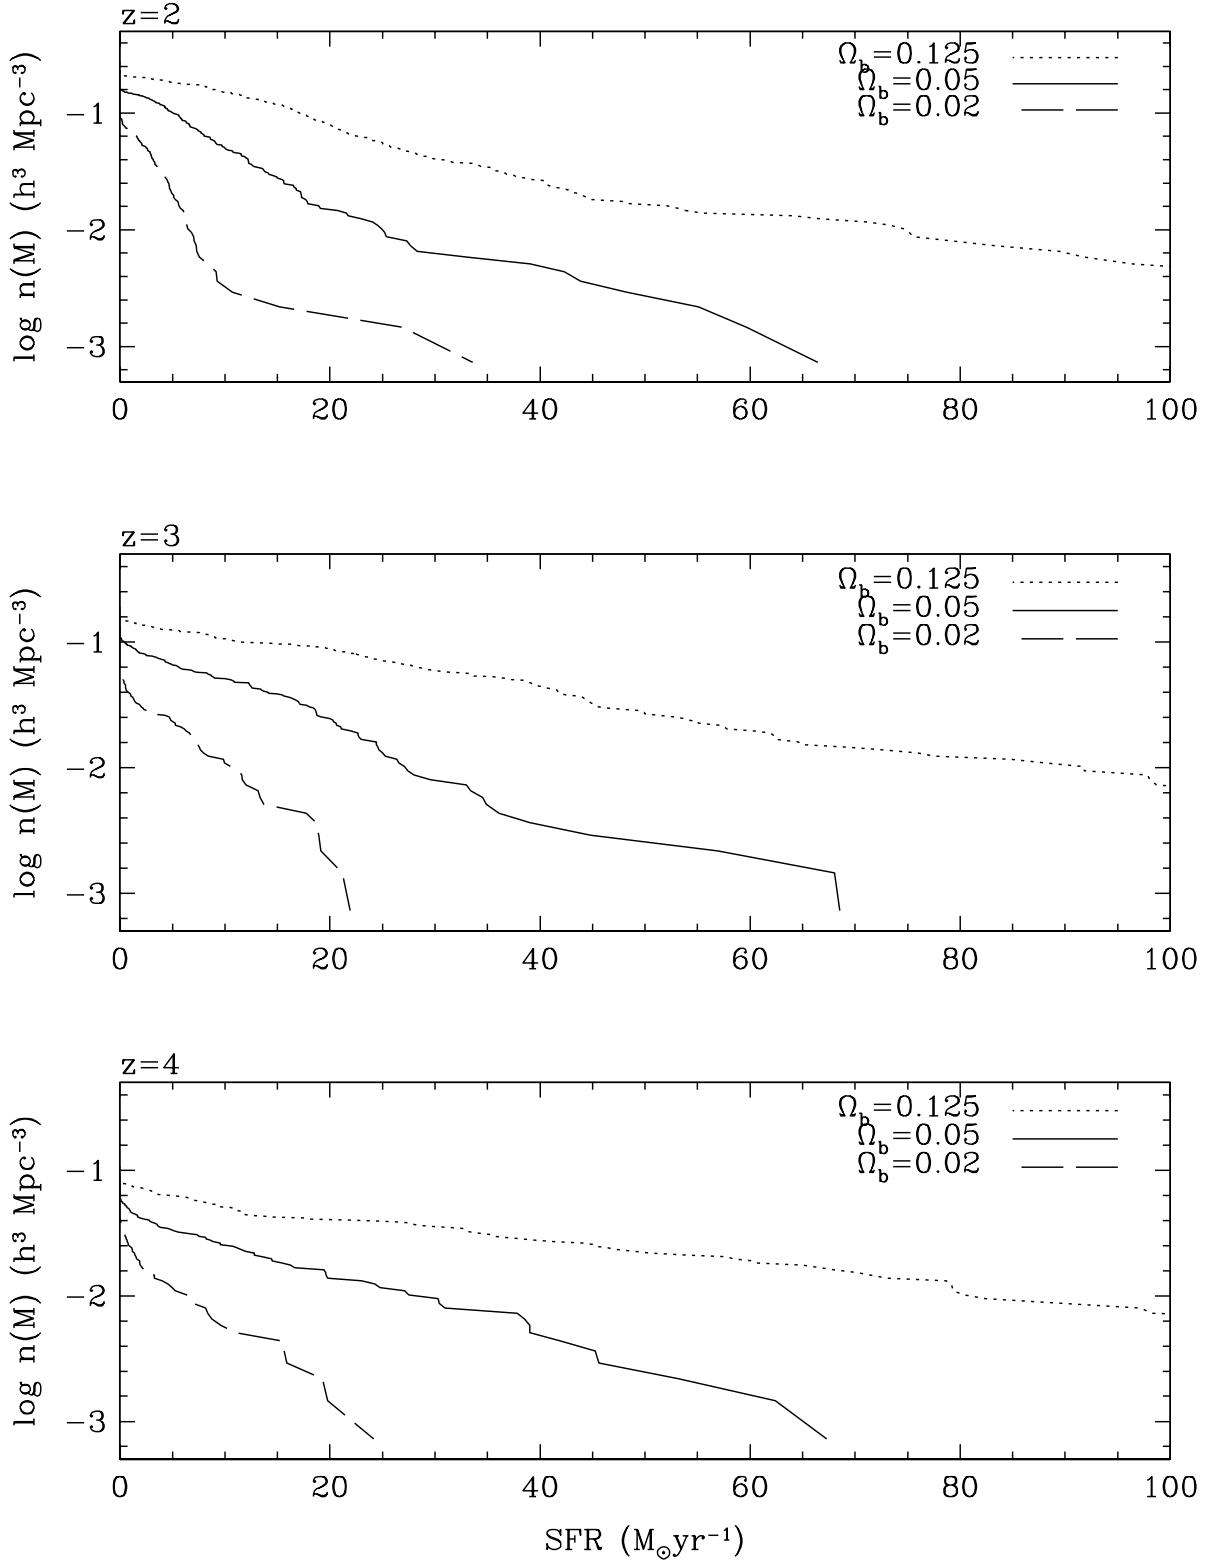 z=2
Ω_b=0.125
Ω_b=0.05
Ω_b=0.02
log n(M) (h³ Mpc⁻³)
−1
−2
−3
0 20 40 60 80 100
z=3
Ω_b=0.125
Ω_b=0.05
Ω_b=0.02
log n(M) (h³ Mpc⁻³)
−1
−2
−3
0 20 40 60 80 100
z=4
Ω_b=0.125
Ω_b=0.05
Ω_b=0.02
log n(M) (h³ Mpc⁻³)
−1
−2
−3
0 20 40 60 80 100
SFR (M⊙yr⁻¹)